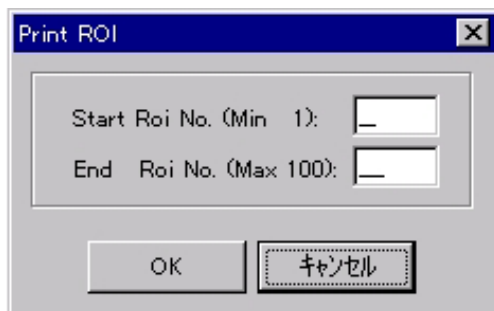 Print ROI
Start Roi No. (Min 1):
End Roi No. (Max 100):
OK
キャンセル